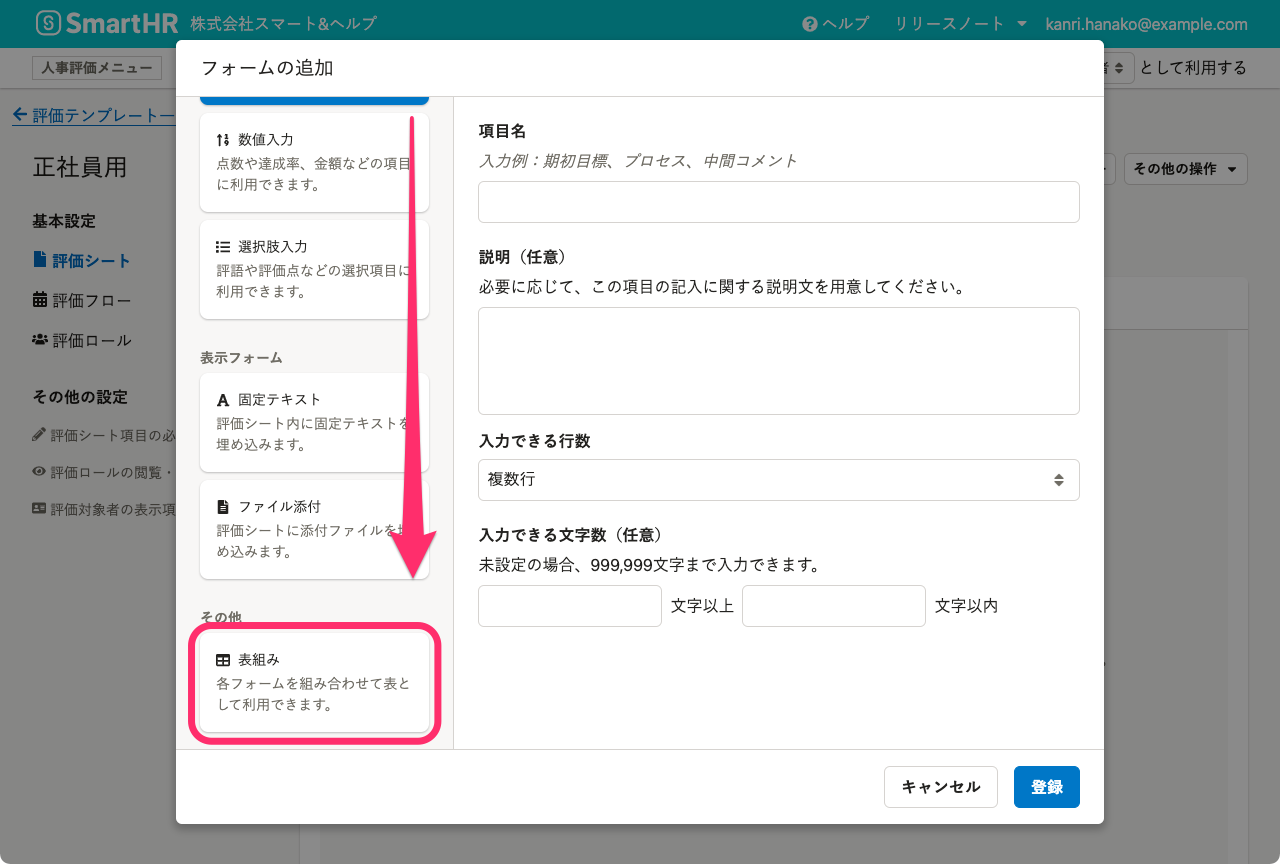 SmartHR 株式会社スマート&ヘルプ
ヘルプ リリースノート kanri.hanako@example.com
人事評価メニュー
として利用する
評価テンプレート一
正社員用
その他の操作
基本設定
評価シート
評価フロー
評価ロール
その他の設定
評価シート項目の必
評価ロールの閲覧・
評価対象者の表示項
フォームの追加
数値入力
点数や達成率、金額などの項目
に利用できます。
選択肢入力
評語や評価点などの選択項目に
利用できます。
表示フォーム
固定テキスト
評価シート内に固定テキストを
埋め込みます。
ファイル添付
評価シートに添付ファイルを埋
め込みます。
その他
表組み
各フォームを組み合わせて表と
して利用できます。
項目名
入力例：期初目標、プロセス、中間コメント
説明（任意）
必要に応じて、この項目の記入に関する説明文を用意してください。
入力できる行数
複数行
入力できる文字数（任意）
未設定の場合、999,999文字まで入力できます。
文字以上 文字以内
キャンセル 登録